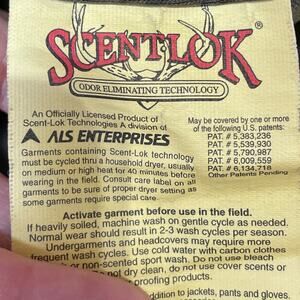 SCENT-LOK®
ODOR ELIMINATING TECHNOLOGY
An Officially Licensed Product of
Scent-Lok Technologies A division of
ALS ENTERPRISES
May be covered by one or more
of the following U.S. patents:
PAT. # 5,383,236
PAT. # 5,539,930
PAT. # 5,790,987
PAT. # 6,009,559
PAT. # 6,134,718
Other Patents Pending
Garments containing Scent-Lok technology
must be cycled thru a household dryer, usually
on medium or high heat for 40 minutes before
wearing in the field. Consult care label on all
garments to be sure of proper dryer setting as
some garments require special care.
Activate garment before use in the field.
If heavily soiled, machine wash on gentle cycle as needed.
Normal wear should result in 2-3 wash cycles per season.
Undergarments and headcovers may require more
frequent wash cycles. Use cold water with carbon clothes
or non-scented sport wash. Do not bleach
not dry clean, do not use cover scents or
proofing products.
addition to jackets, pants and gloves,